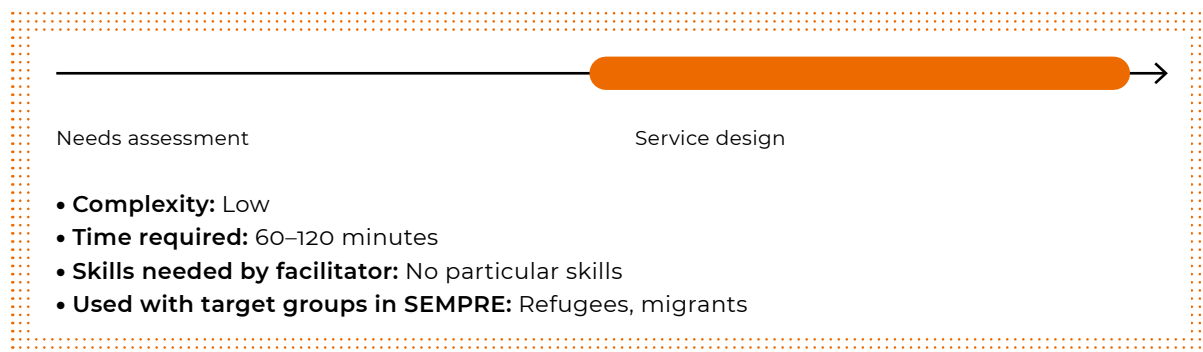 Needs assessment
Service design
• Complexity: Low
• Time required: 60–120 minutes
• Skills needed by facilitator: No particular skills
• Used with target groups in SEMPRE: Refugees, migrants